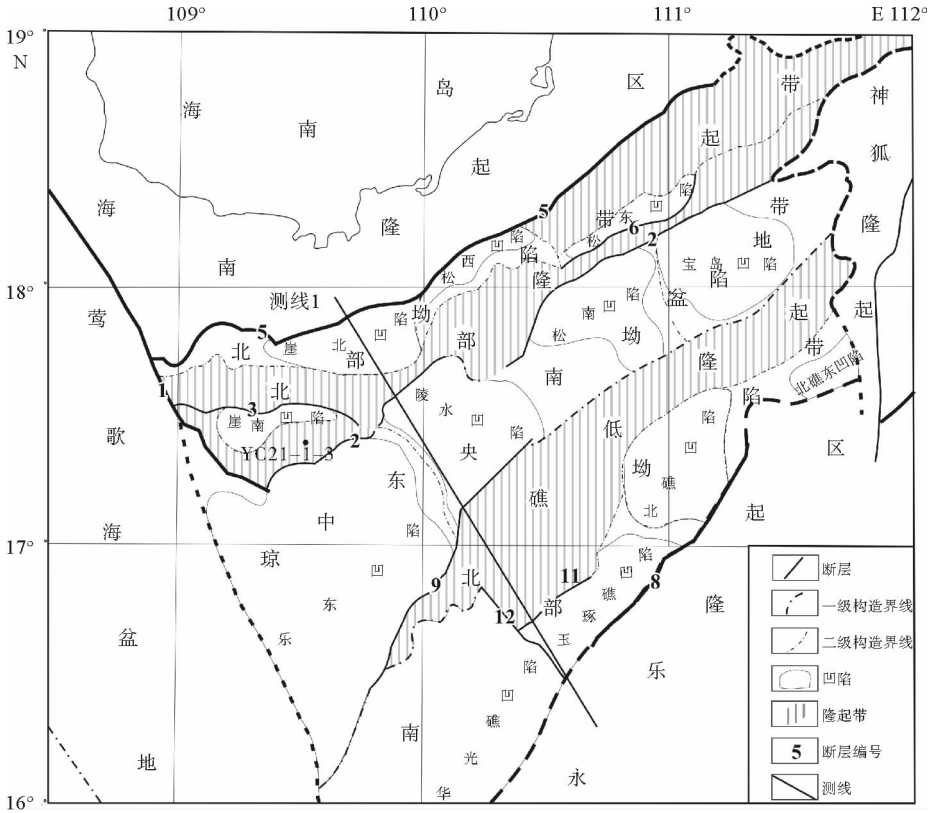 109°
110°
111°
E 112°
19°
N
海南岛
海南隆起区
神狐隆起
北部隆起带
5
松东凹陷
6
2
松西凹陷
北部坳陷带
中央坳陷带
宝岛凹陷
18°
测线1
松南凹陷
5
崖北凹陷
莺歌海盆地
琼东南盆地
1
3
崖南凹陷
2
YC21-1-3
陵水凹陷
北礁低隆起
北礁东凹陷
南部坳陷带
北礁凹陷
17°
乐东凹陷
9
11
12
8
玉琢礁凹陷
华光礁凹陷
永乐隆起区
16°
断层
一级构造界线
二级构造界线
凹陷
隆起带
5 断层编号
测线